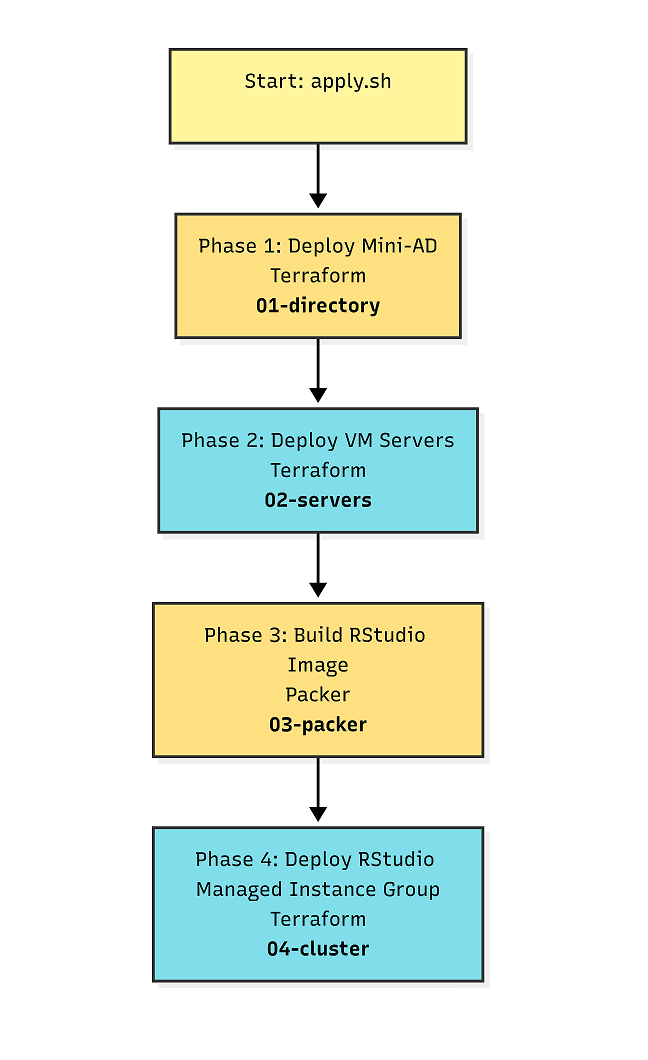 Start: apply.sh
Phase 1: Deploy Mini-AD
Terraform
01-directory
Phase 2: Deploy VM Servers
Terraform
02-servers
Phase 3: Build RStudio
Image
Packer
03-packer
Phase 4: Deploy RStudio
Managed Instance Group
Terraform
04-cluster